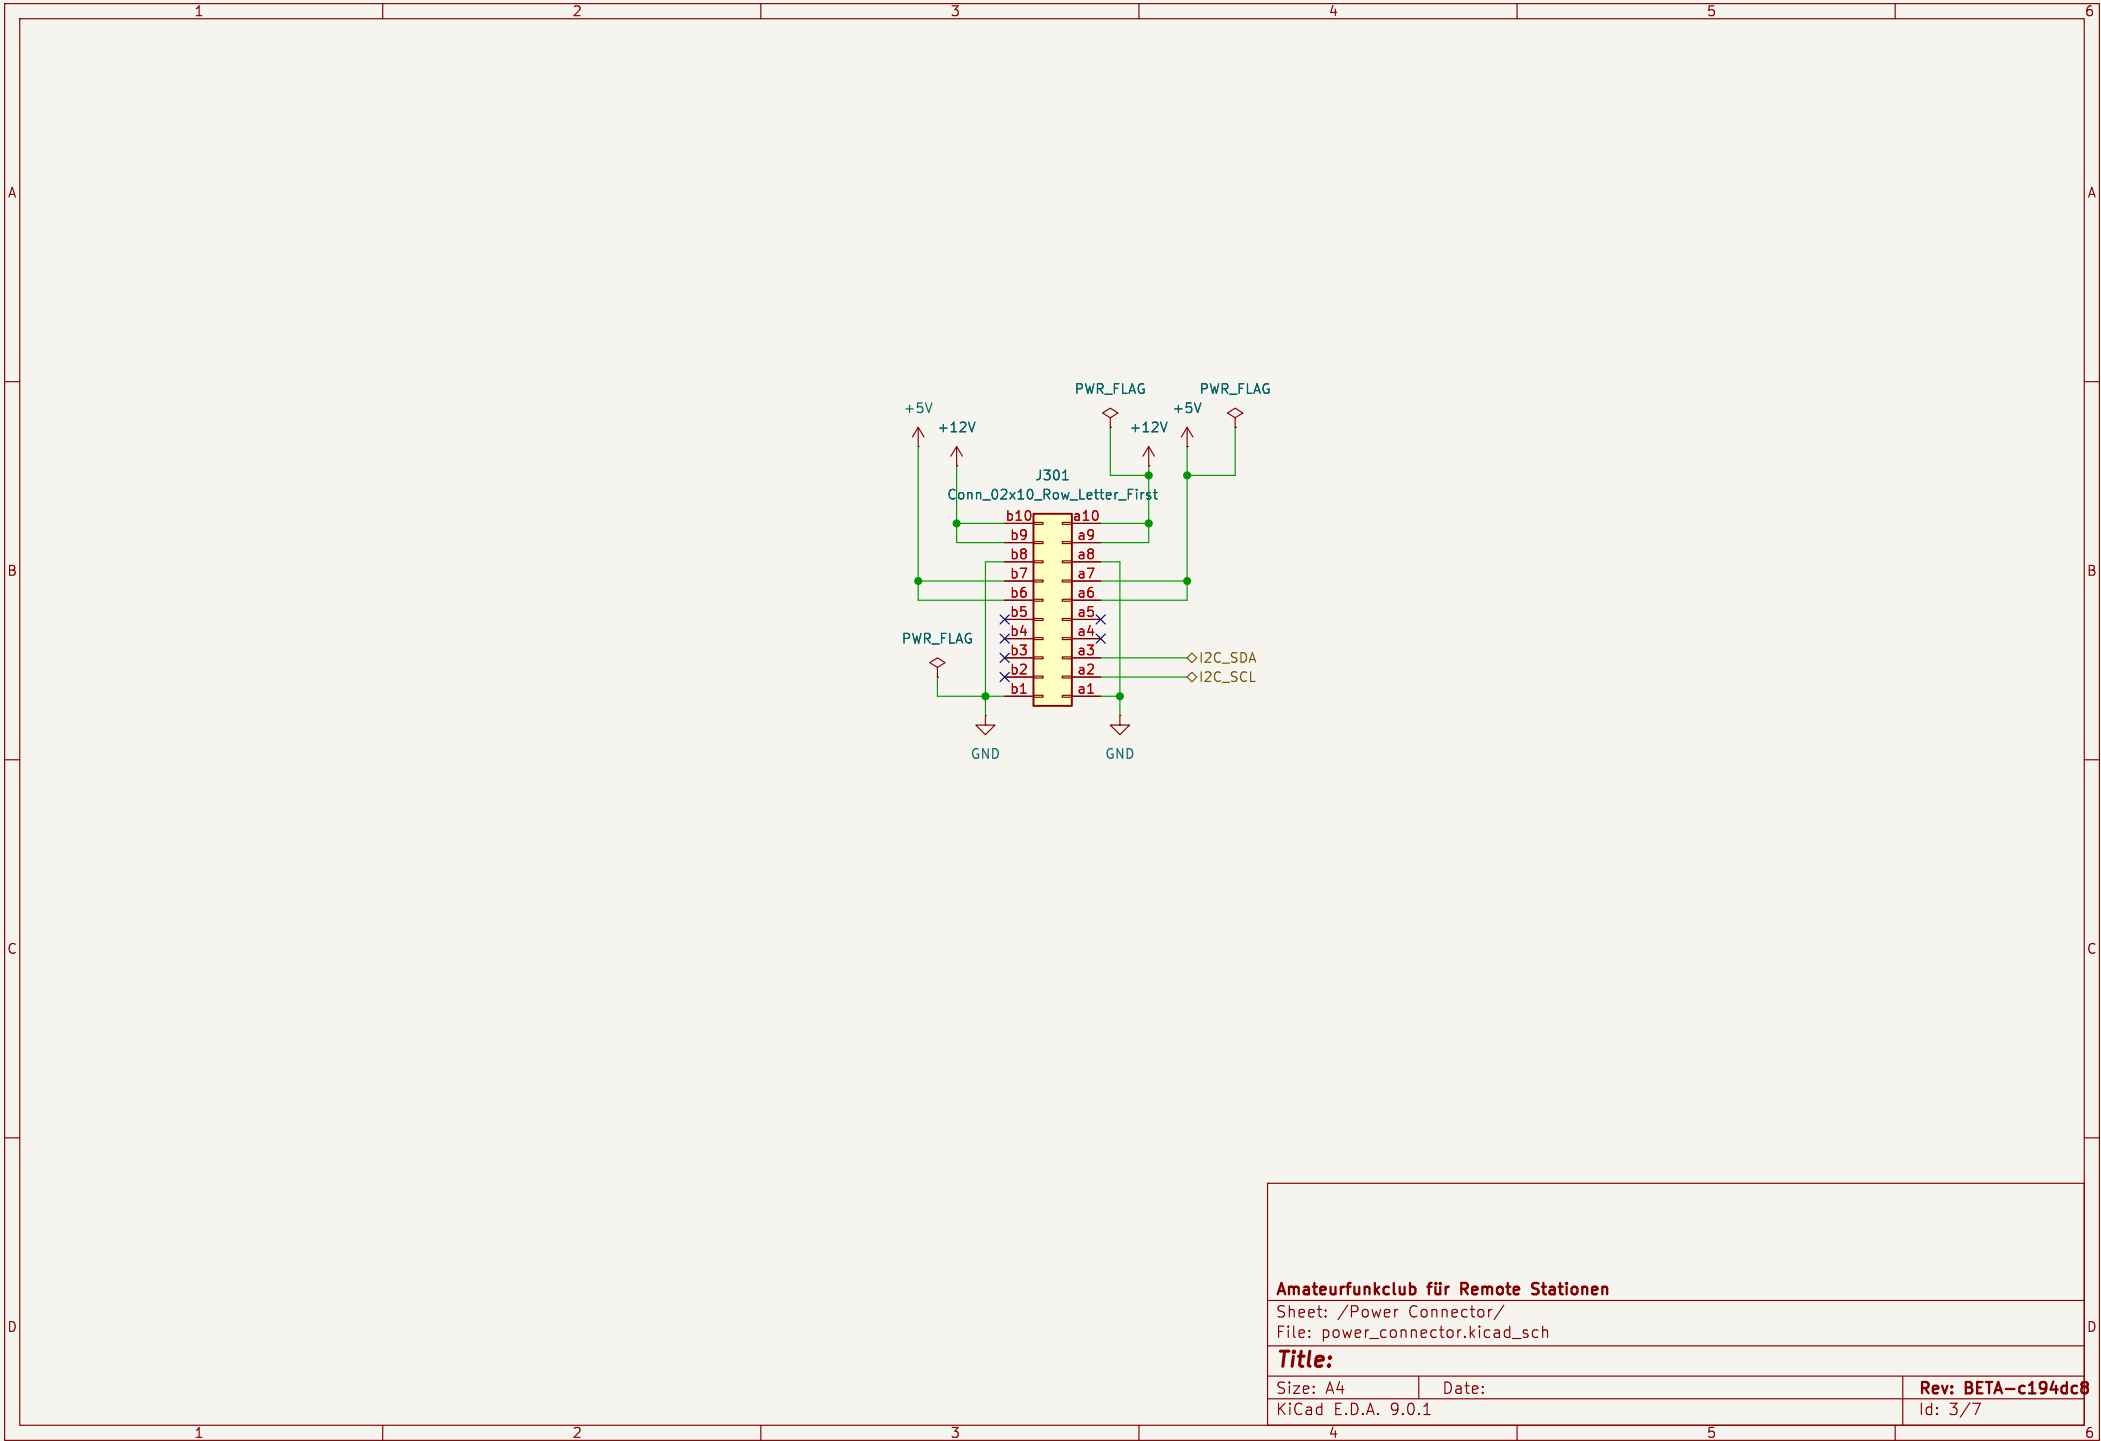 1 2 3 4 5 6
A A
PWR_FLAG PWR_FLAG
+5V +5V
+12V +12V
J301
Conn_02x10_Row_Letter_First
b10 a10
b9 a9
b8 a8
B b7 a7 B
b6 a6
b5 a5
PWR_FLAG b4 a4
b3 a3 I2C_SDA
b2 a2 I2C_SCL
b1 a1
GND GND
C C
Amateurfunkclub für Remote Stationen
Sheet: /Power Connector/
D File: power_connector.kicad_sch D
Title:
Size: A4 Date: Rev: BETA-c194dc8
KiCad E.D.A. 9.0.1 Id: 3/7
1 2 3 4 5 6